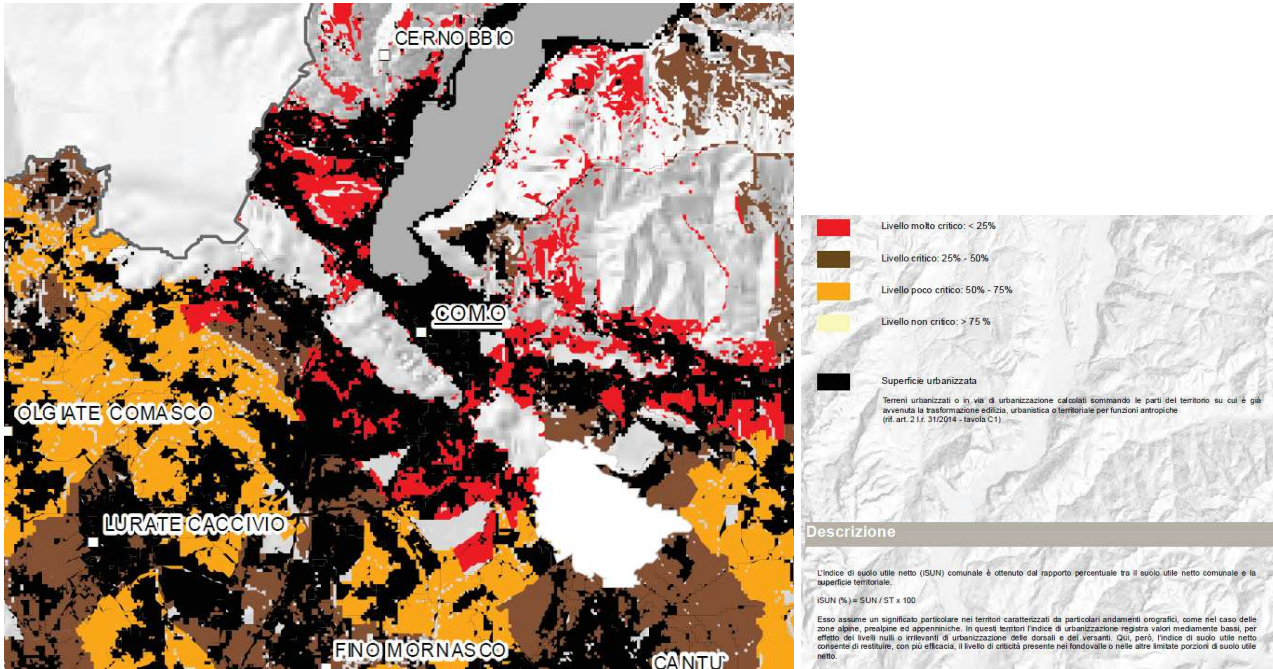 CERNOBBIO
COMO
OLGIATE COMASCO
LURATE CACCIVIO
FINO MORNASCO
CANTU'
Livello molto critico: < 25%
Livello critico: 25% - 50%
Livello poco critico: 50% - 75%
Livello non critico: > 75 %
Superficie urbanizzata
Terreni urbanizzati o in via di urbanizzazione calcolati sommando le parti del territorio su cui è già
avvenuta la trasformazione edilizia, urbanistica o territoriale per funzioni antropiche
(rif. art. 2 l.r. 31/2014 - tavola C1)
Descrizione
L'indice di suolo utile netto (iSUN) comunale è ottenuto dal rapporto percentuale tra il suolo utile netto comunale e la
superficie territoriale.
iSUN (%) = SUN / ST x 100
Esso assume un significato particolare nei territori caratterizzati da particolari andamenti orografici, come nel caso delle
zone alpine, prealpine ed appenniniche. In questi territori l'indice di urbanizzazione registra valori mediamente bassi, per
effetto dei livelli nulli o irrilevanti di urbanizzazione delle dorsali e dei versanti. Qui, però, l'indice di suolo utile netto
consente di restituire, con più efficacia, il livello di criticità presente nei fondovalle o nelle altre limitate porzioni di suolo utile
netto.